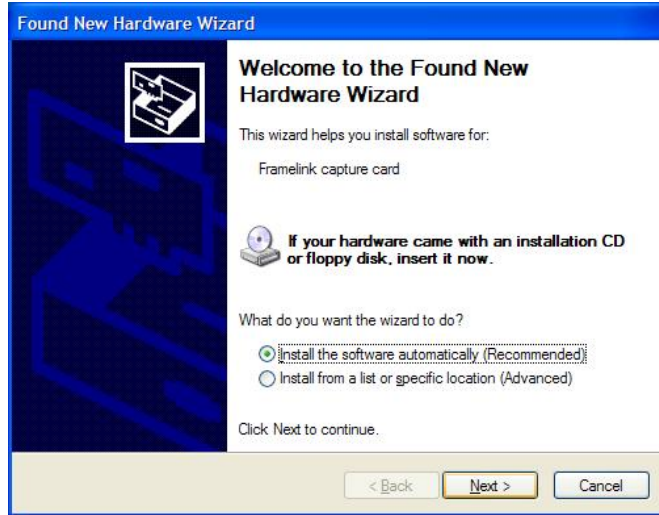 Found New Hardware Wizard
Welcome to the Found New
Hardware Wizard
This wizard helps you install software for:
Framelink capture card
If your hardware came with an installation CD
or floppy disk, insert it now.
What do you want the wizard to do?
Install the software automatically (Recommended)
Install from a list or specific location (Advanced)
Click Next to continue.
< Back Next > Cancel